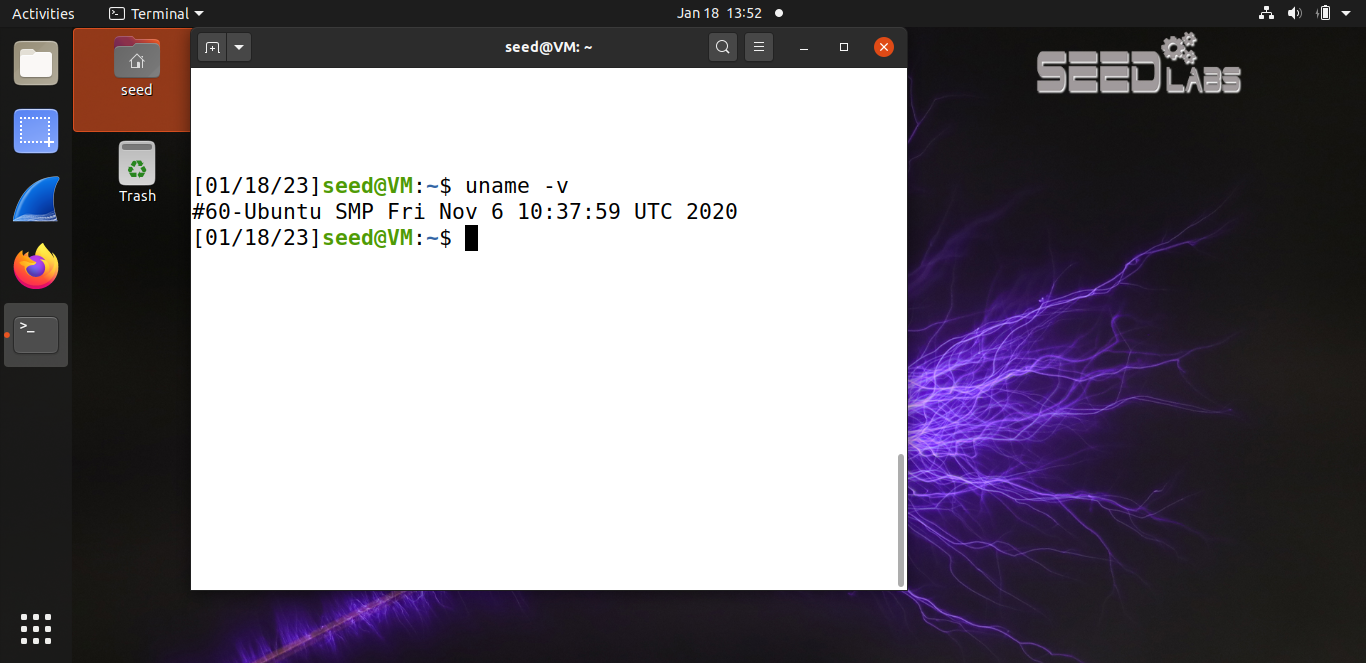 Activities
Terminal
Jan 18 13:52
seed@VM: ~
seed
Trash
SEED LABS
[01/18/23]seed@VM:~$ uname -v
#60-Ubuntu SMP Fri Nov 6 10:37:59 UTC 2020
[01/18/23]seed@VM:~$